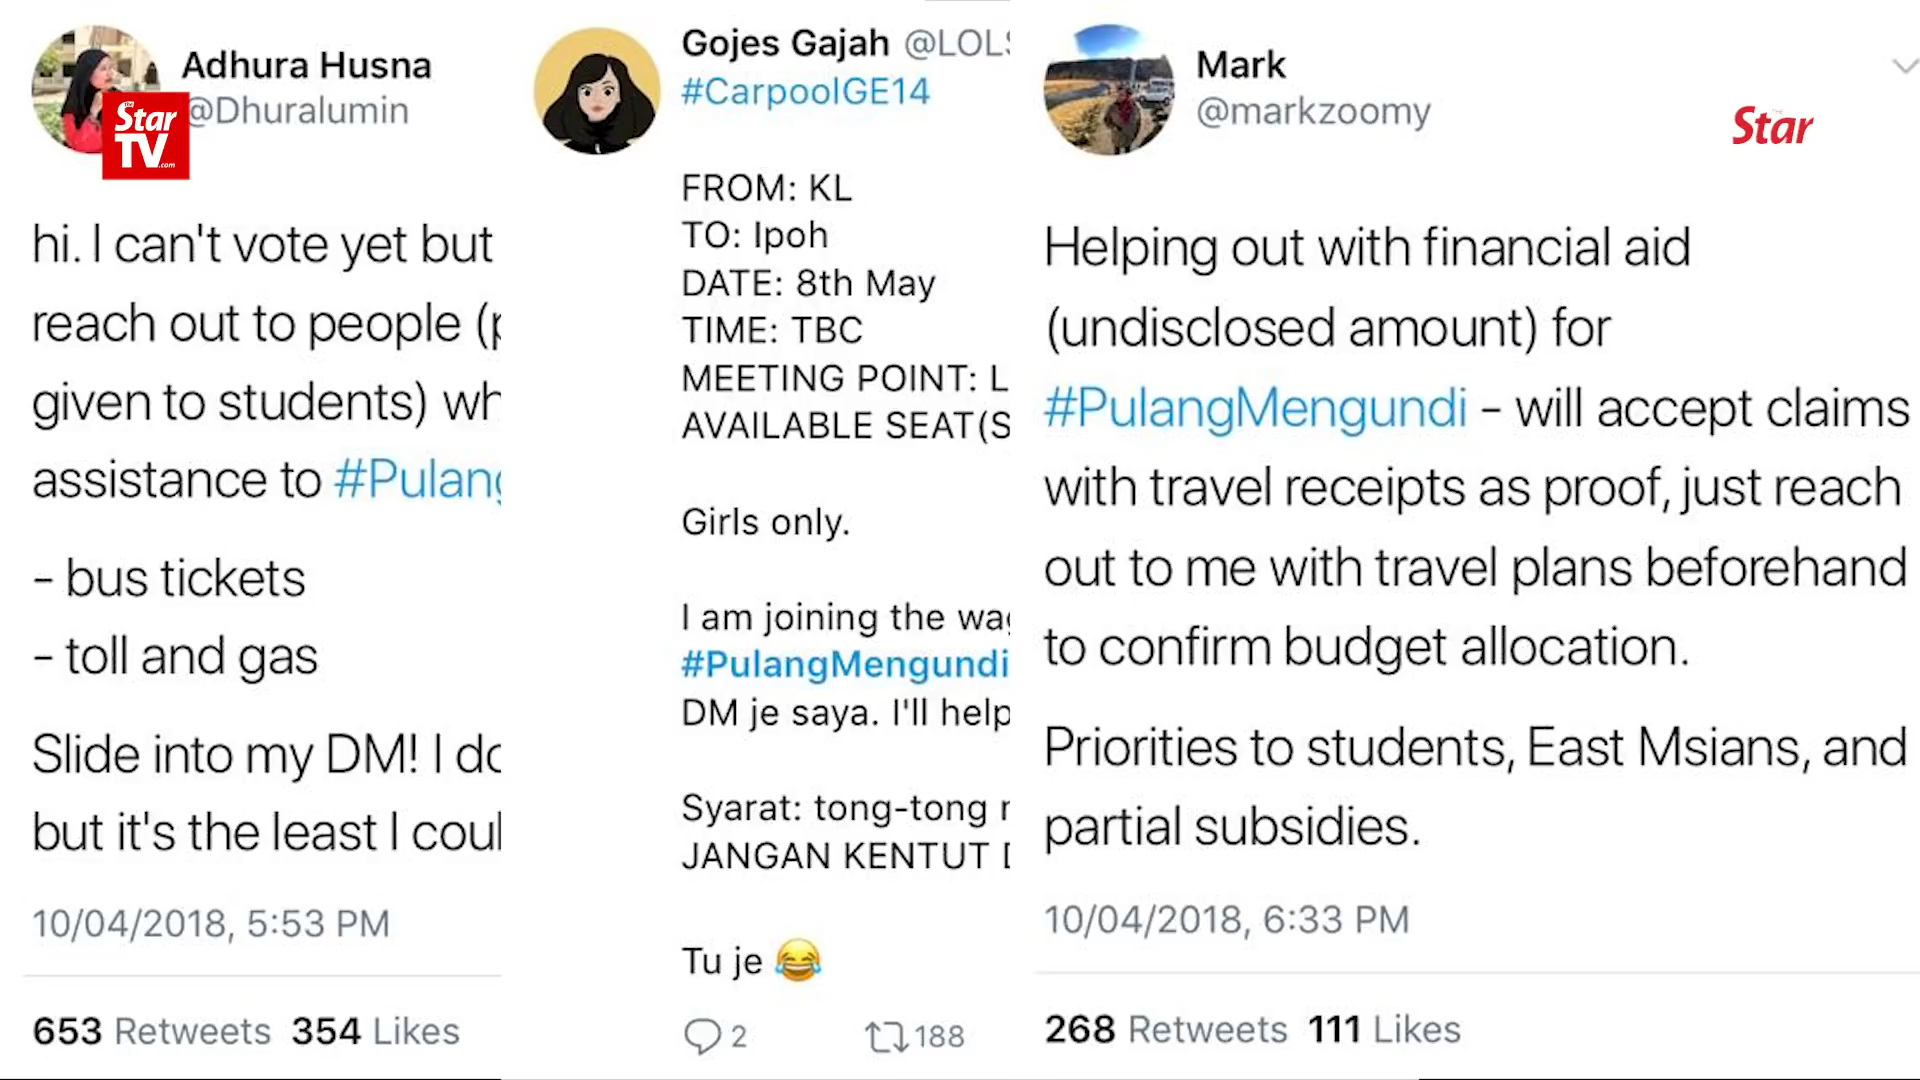 Adhura Husna
@Dhuralumin
The Star
TV.com
hi. I can't vote yet but
reach out to people
given to students)
assistance to
- bus tickets
- toll and gas
Slide into my DM! I
but it's the least I
10/04/2018, 5:53 PM
653 Retweets 354 Likes
Gojes Gajah
#CarpoolGE14
FROM: KL
TO: Ipoh
DATE: 8th May
TIME: TBC
MEETING POINT:
AVAILABLE
Girls only.
I am joining the
#PulangMengundi
DM je saya. I'll help
Syarat: tong-tong
JANGAN KENTUT
Tu je 😂
2 188
Mark
@markzoomy
Star
Helping out with financial aid
(undisclosed amount) for
#PulangMengundi - will accept claims
with travel receipts as proof, just reach
out to me with travel plans beforehand
to confirm budget allocation.
Priorities to students, East Msians, and
partial subsidies.
10/04/2018, 6:33 PM
268 Retweets 111 Likes